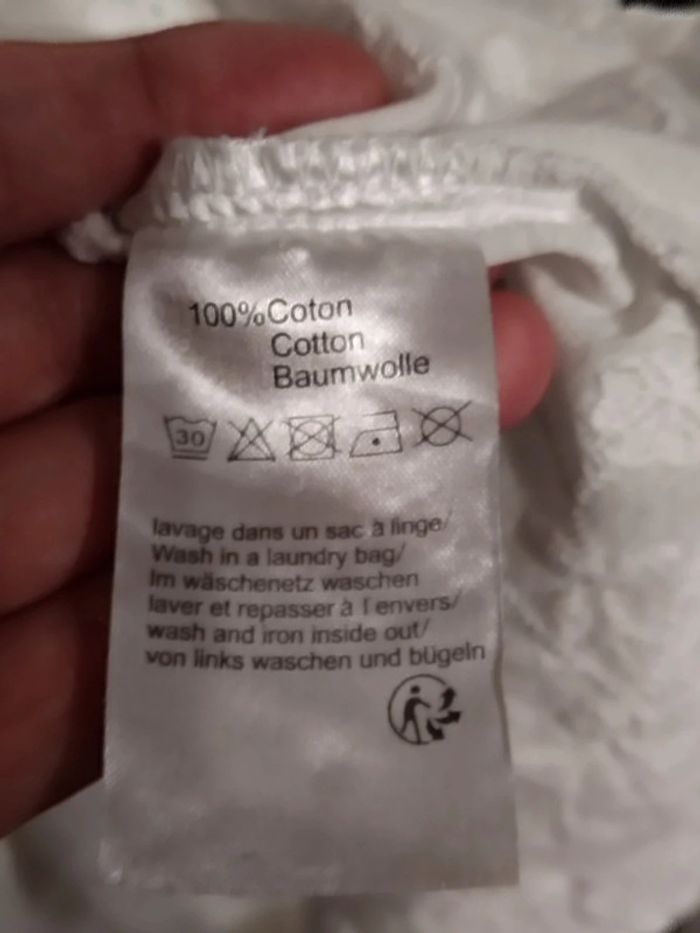 100%Coton
Cotton
Baumwolle
30
lavage dans un sac à linge/
Wash in a laundry bag/
Im wäschenetz waschen
laver et repasser à l'envers/
wash and iron inside out/
von links waschen und bügeln